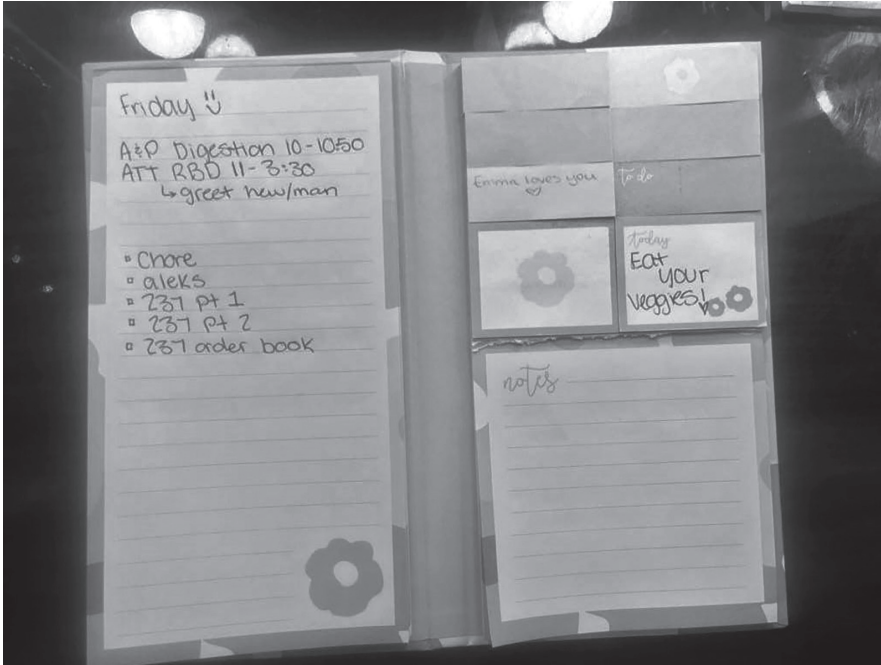 Friday
A&P Digestion 10-10:50
ATT RBD 11-3:30
↳ greet new/man
▫ Chore
▫ aleks
▫ 237 pt 1
▫ 237 pt 2
▫ 237 order book
Emma loves you
to do
today
Eat
your
veggies!
notes